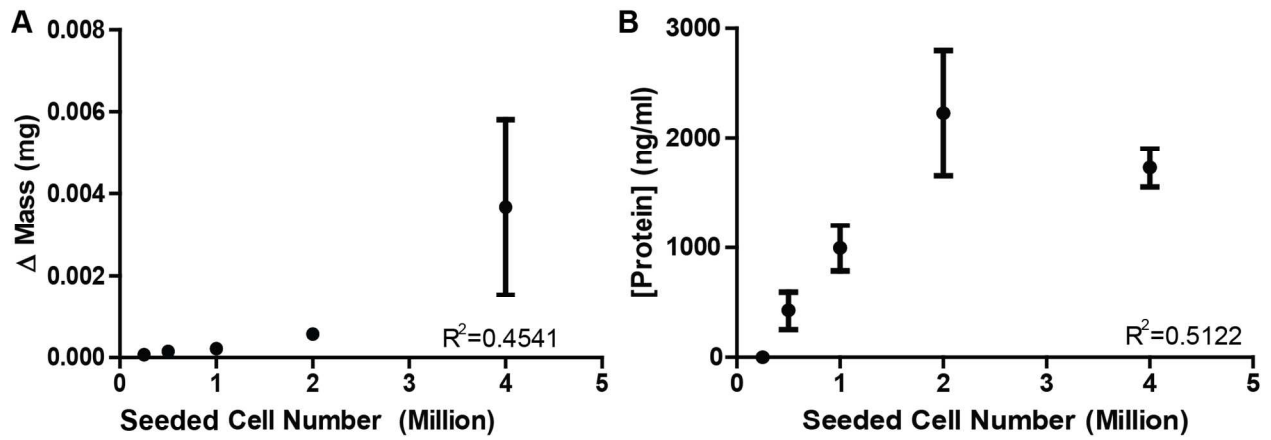 A
Δ Mass (mg)
0.008
0.006
0.004
0.002
0.000
R²=0.4541
0 1 2 3 4 5
Seeded Cell Number (Million)
B
[Protein] (ng/ml)
3000
2000
1000
0
R²=0.5122
0 1 2 3 4 5
Seeded Cell Number (Million)